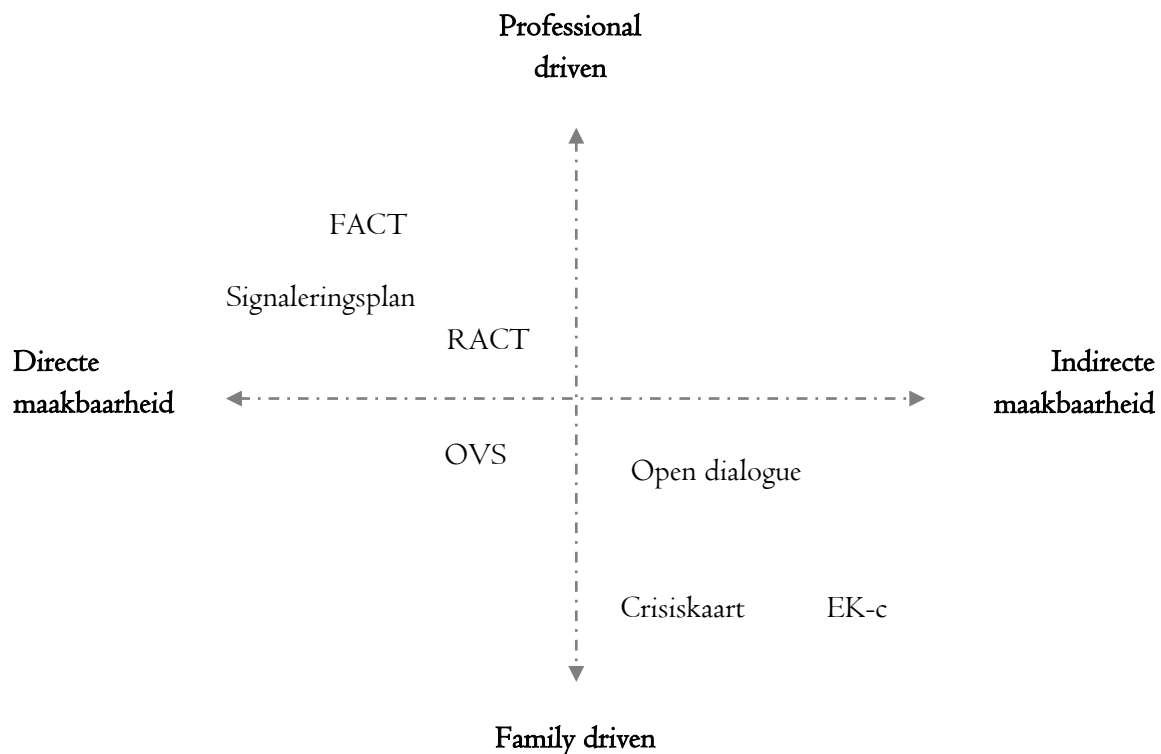 Professional
driven
FACT
Signaleringsplan
RACT
Directe
maakbaarheid
Indirecte
maakbaarheid
OVS
Open dialogue
Crisiskaart
EK-c
Family driven